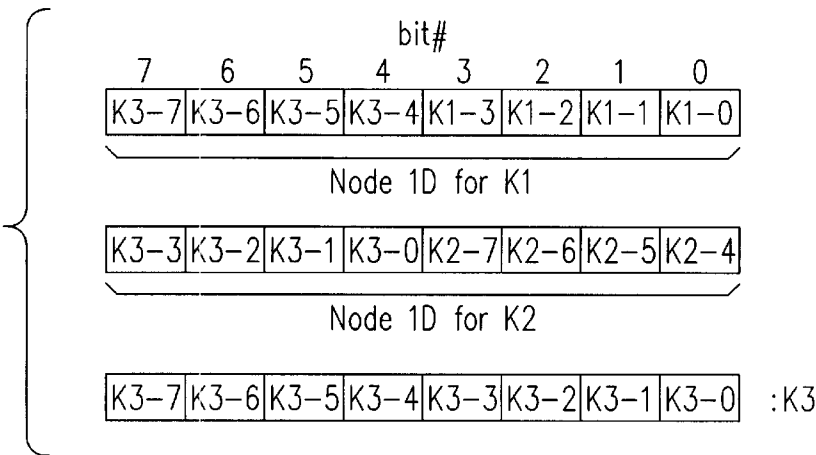 bit#
7 6 5 4 3 2 1 0
K3-7 K3-6 K3-5 K3-4 K1-3 K1-2 K1-1 K1-0
Node 1D for K1
K3-3 K3-2 K3-1 K3-0 K2-7 K2-6 K2-5 K2-4
Node 1D for K2
K3-7 K3-6 K3-5 K3-4 K3-3 K3-2 K3-1 K3-0 :K3